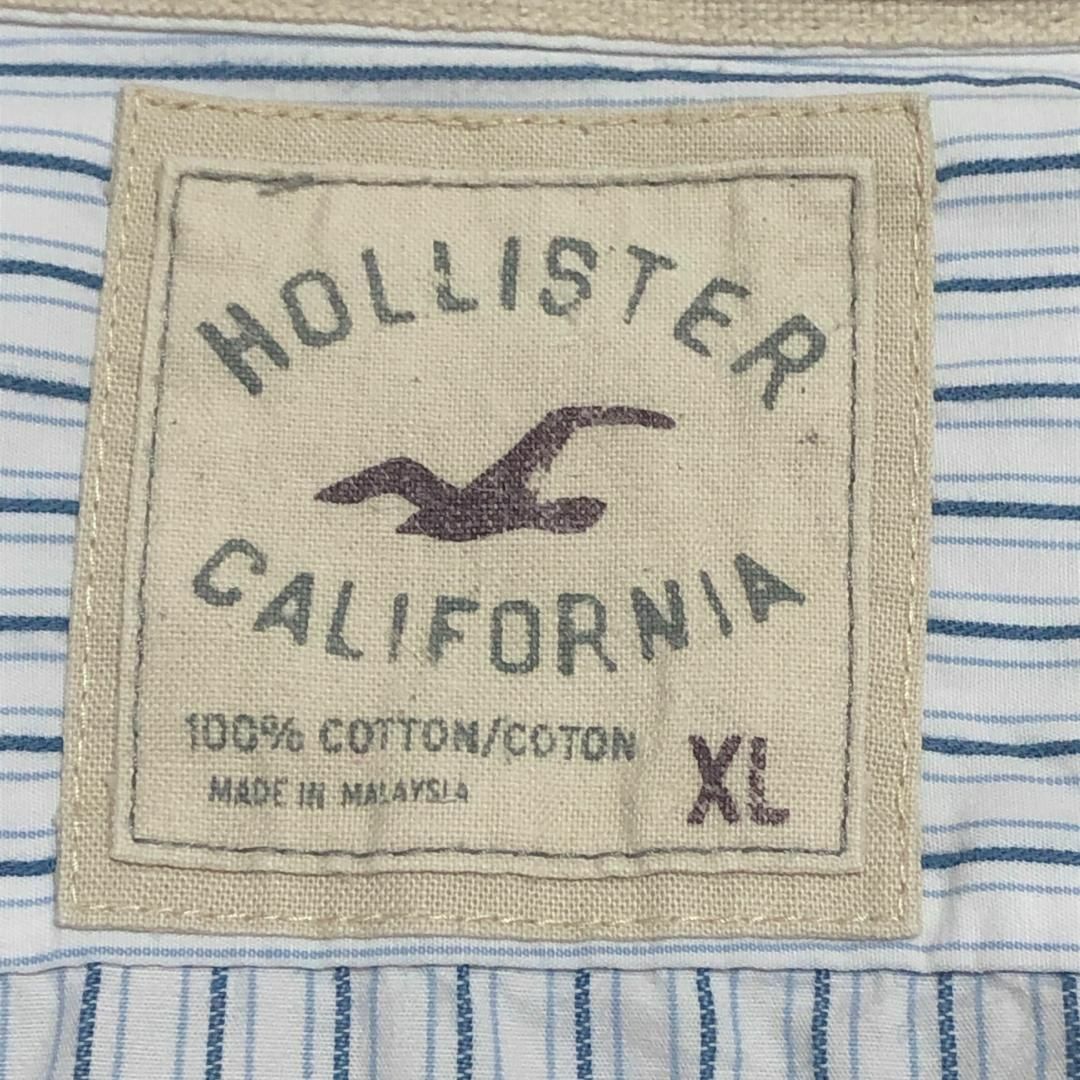 HOLLISTER
CALIFORNIA
100% COTTON/COTON
MADE IN MALAYSIA
XL